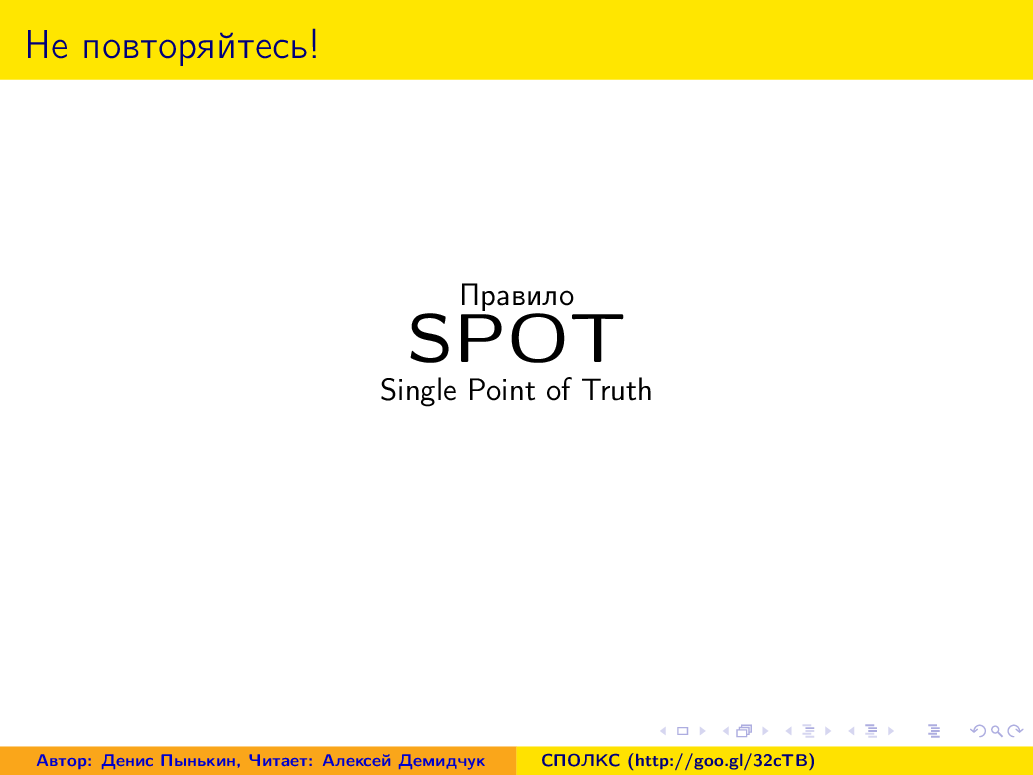 Не повторяйтесь!
Правило
SPOT
Single Point of Truth
Автор: Денис Пынькин, Читает: Алексей Демидчук
СПОЛКС (http://goo.gl/32cTB)